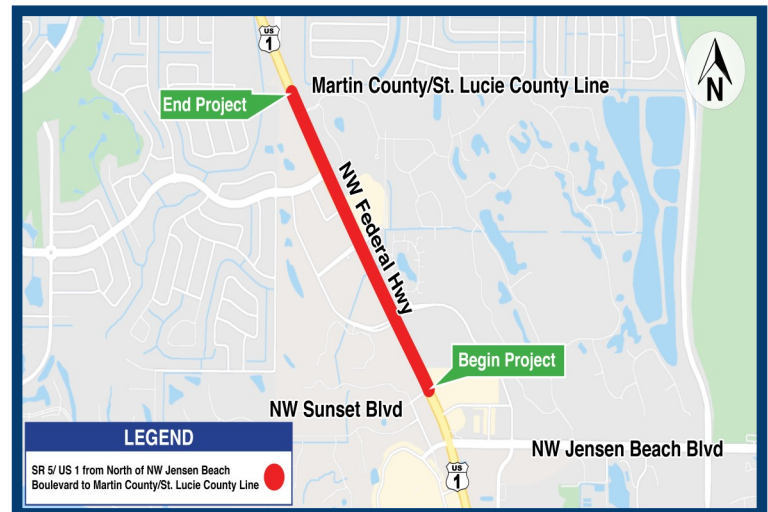 US
1
Martin County/St. Lucie County Line
N
End Project
NW Federal Hwy
Begin Project
NW Sunset Blvd
NW Jensen Beach Blvd
US
1
LEGEND
SR 5/ US 1 from North of NW Jensen Beach
Boulevard to Martin County/St. Lucie County Line